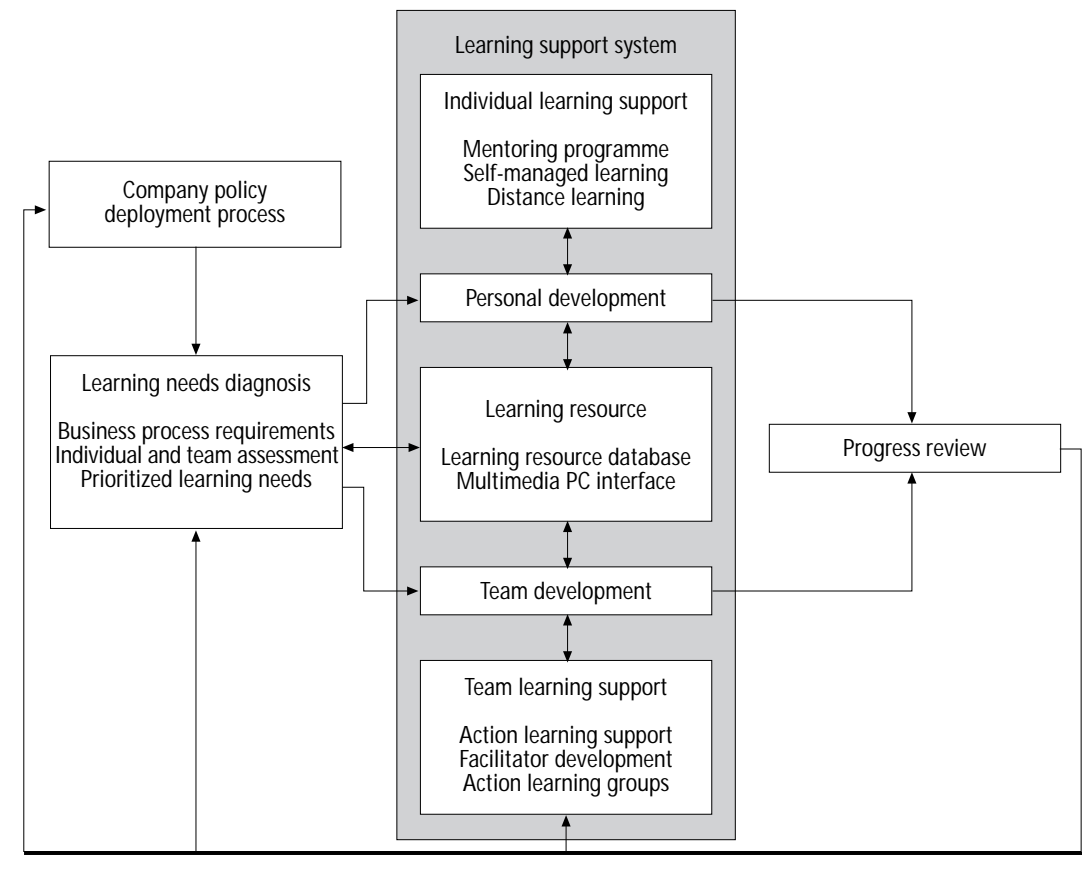 Learning support system
Individual learning support
Mentoring programme
Self-managed learning
Distance learning
Company policy
deployment process
Personal development
Learning needs diagnosis
Business process requirements
Individual and team assessment
Prioritized learning needs
Learning resource
Learning resource database
Multimedia PC interface
Progress review
Team development
Team learning support
Action learning support
Facilitator development
Action learning groups